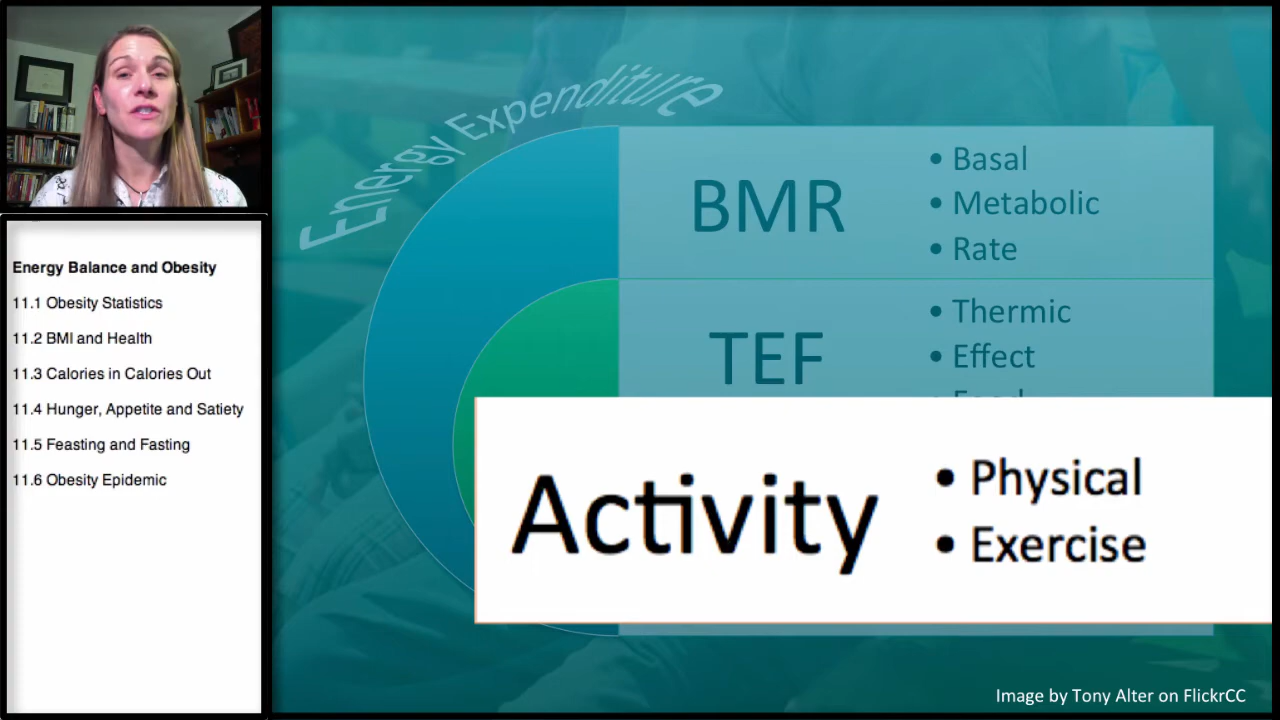 Energy Balance and Obesity
11.1 Obesity Statistics
11.2 BMI and Health
11.3 Calories in Calories Out
11.4 Hunger, Appetite and Satiety
11.5 Feasting and Fasting
11.6 Obesity Epidemic
Energy Expenditure
BMR
• Basal
• Metabolic
• Rate
TEF
• Thermic
• Effect
• Food
Activity
• Physical
• Exercise
Image by Tony Alter on FlickrCC